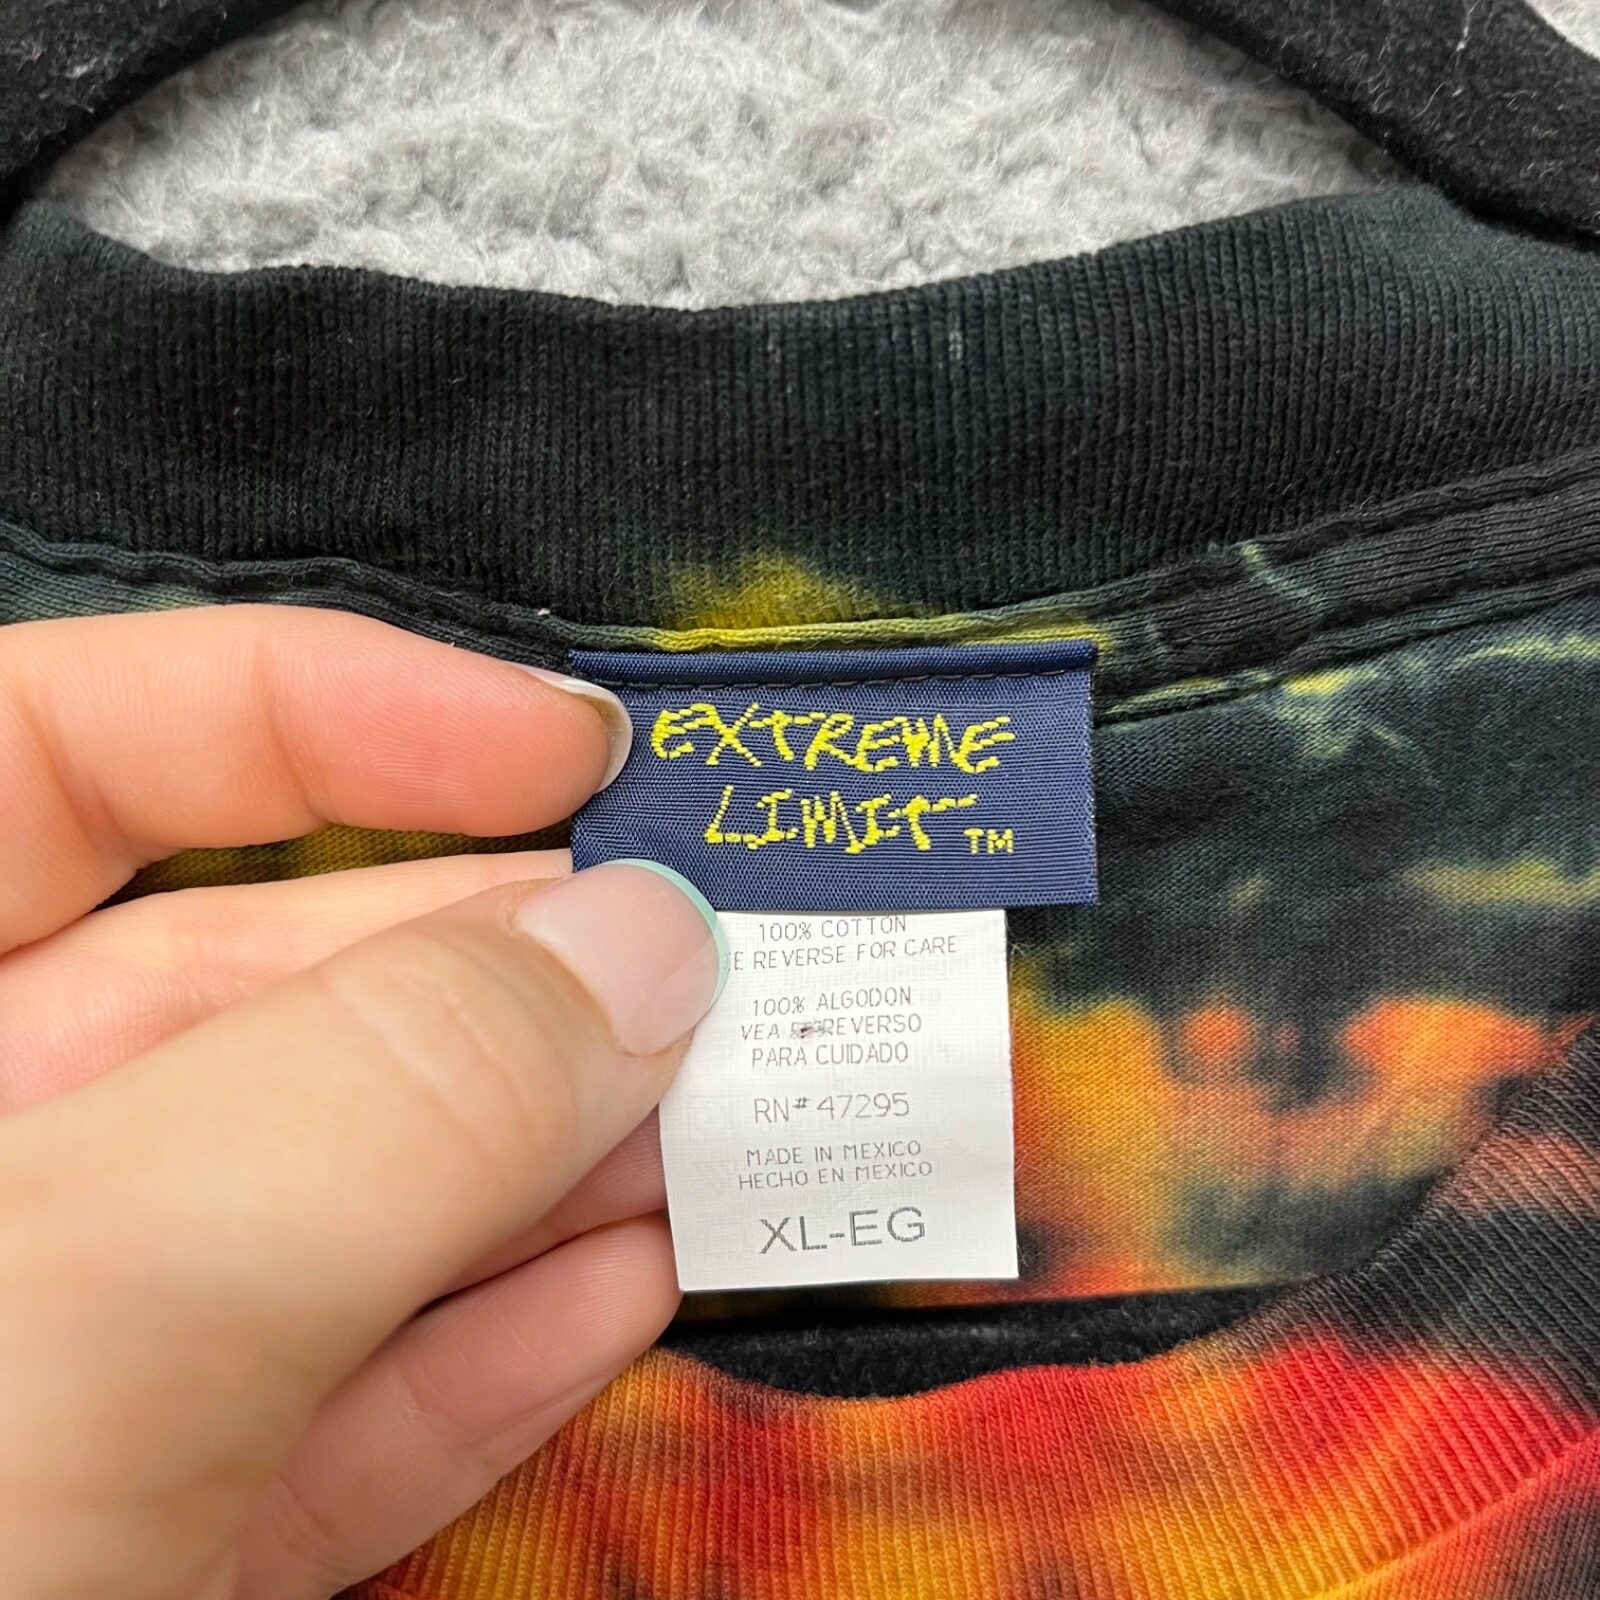 EXTREME
LIMIT ™
100% COTTON
REVERSE FOR CARE
100% ALGODON
VEA REVERSO
PARA CUIDADO
RN# 47295
MADE IN MEXICO
HECHO EN MEXICO
XL-EG